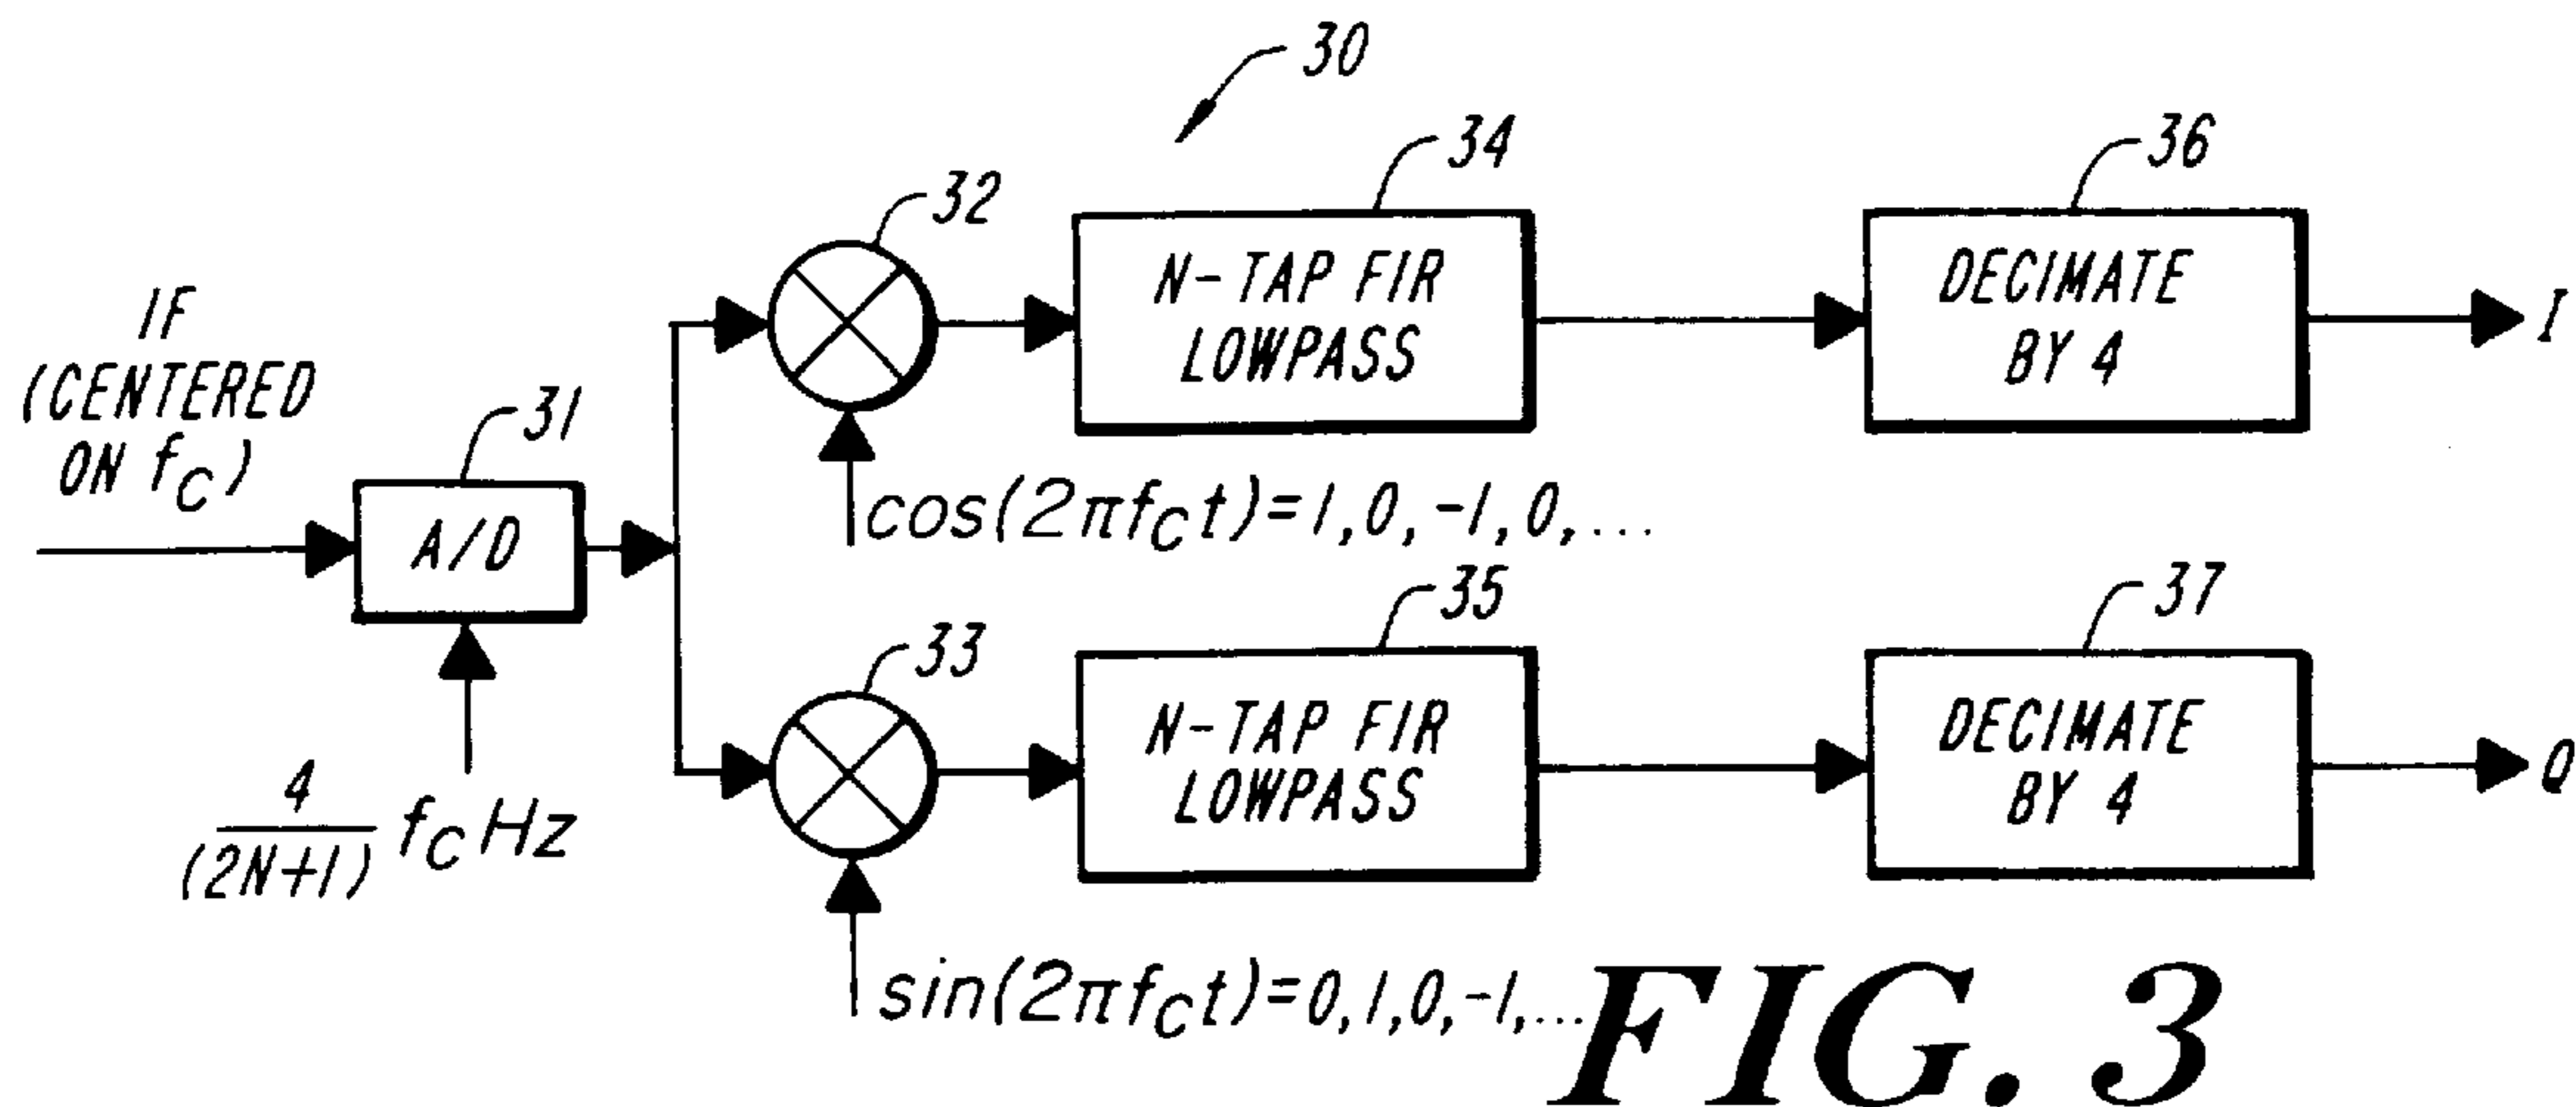 30
34
36
32
N-TAP FIR
LOWPASS
DECIMATE
BY 4
I
IF
(CENTERED
ON fC)
31
A/D
cos(2πfCt)=1,0,-1,0,...
35
37
33
N-TAP FIR
LOWPASS
DECIMATE
BY 4
Q
4
(2N+1)
fC Hz
sin(2πfCt)=0,1,0,-1,...
FIG. 3